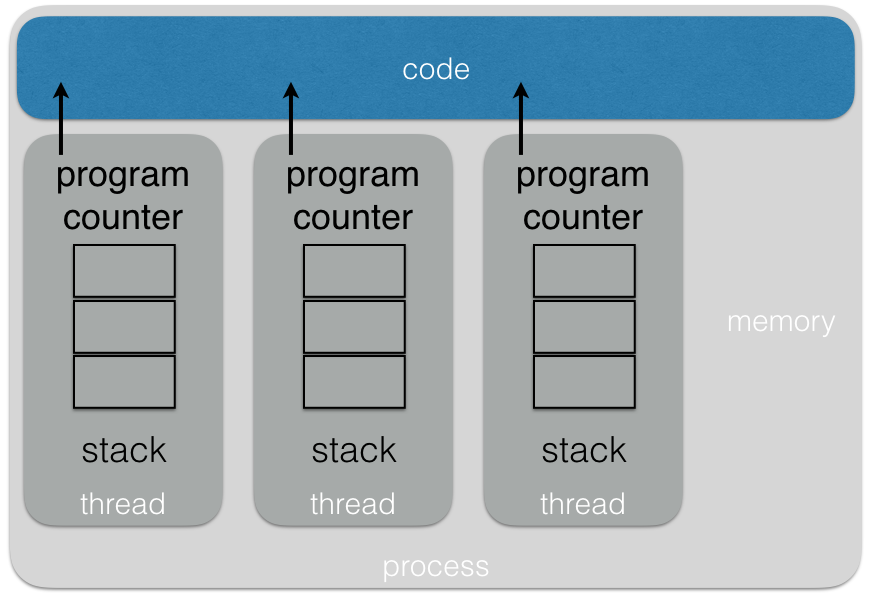 code
program
counter
program
counter
program
counter
memory
stack
stack
stack
thread
thread
thread
process